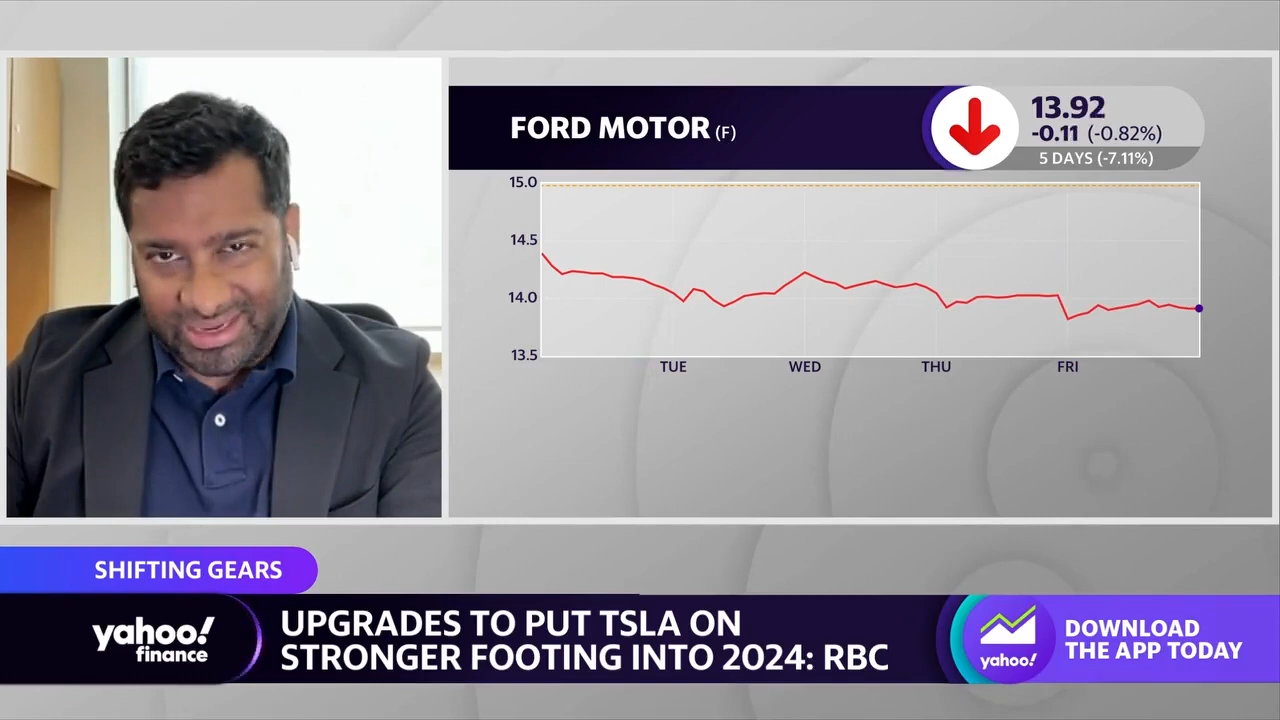 FORD MOTOR (F)
13.92
-0.11 (-0.82%)
5 DAYS (-7.11%)
15.0
14.5
14.0
13.5
TUE WED THU FRI
SHIFTING GEARS
yahoo!
finance
UPGRADES TO PUT TSLA ON
STRONGER FOOTING INTO 2024: RBC
yahoo!
DOWNLOAD
THE APP TODAY